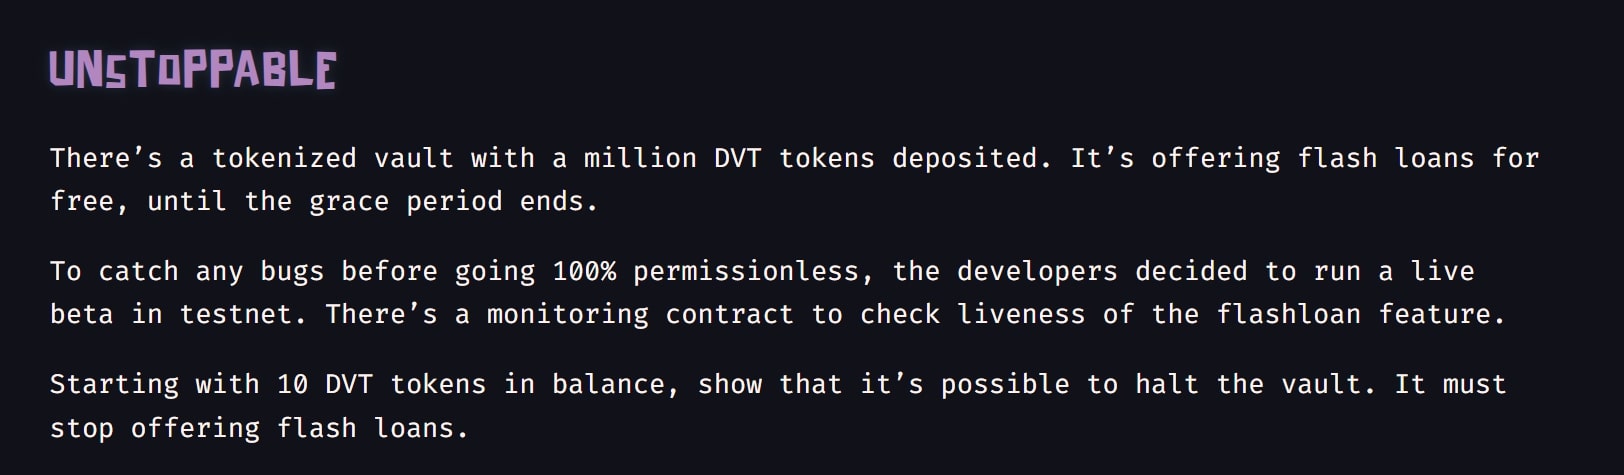 UNSTOPPABLE
There’s a tokenized vault with a million DVT tokens deposited. It’s offering flash loans for
free, until the grace period ends.
To catch any bugs before going 100% permissionless, the developers decided to run a live
beta in testnet. There’s a monitoring contract to check liveness of the flashloan feature.
Starting with 10 DVT tokens in balance, show that it’s possible to halt the vault. It must
stop offering flash loans.